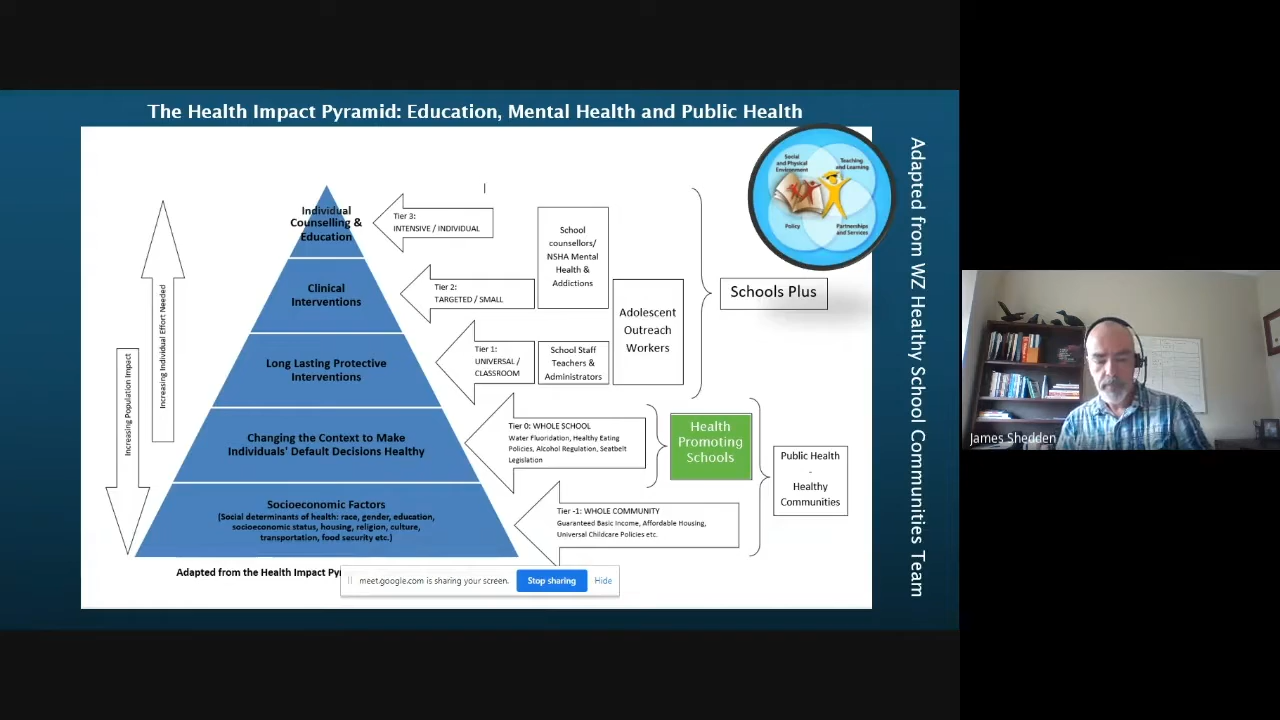 The Health Impact Pyramid: Education, Mental Health and Public Health
Adapted from WZ Healthy School Communities Team
Social
and Physical
Environment
Teaching
and Learning
Policy
Partnerships
and Services
Increasing Population Impact
Increasing Individual Effort Needed
Individual
Counselling &
Education
Clinical
Interventions
Long Lasting Protective
Interventions
Changing the Context to Make
Individuals' Default Decisions Healthy
Socioeconomic Factors
(Social determinants of health: race, gender, education,
socioeconomic status, housing, religion, culture,
transportation, food security etc.)
Tier 3:
INTENSIVE / INDIVIDUAL
Tier 2:
TARGETED / SMALL
Tier 1:
UNIVERSAL /
CLASSROOM
Tier 0: WHOLE SCHOOL
Water Fluoridation, Healthy Eating
Policies, Alcohol Regulation, Seatbelt
Legislation
Tier -1: WHOLE COMMUNITY
Guaranteed Basic Income, Affordable Housing,
Universal Childcare Policies etc.
School
counsellors/
NSHA Mental
Health &
Addictions
Adolescent
Outreach
Workers
School Staff
Teachers &
Administrators
Schools Plus
Health
Promoting
Schools
Public Health
-
Healthy
Communities
Adapted from the Health Impact Pyr
meet.google.com is sharing your screen.
Stop sharing
Hide
James Shedden